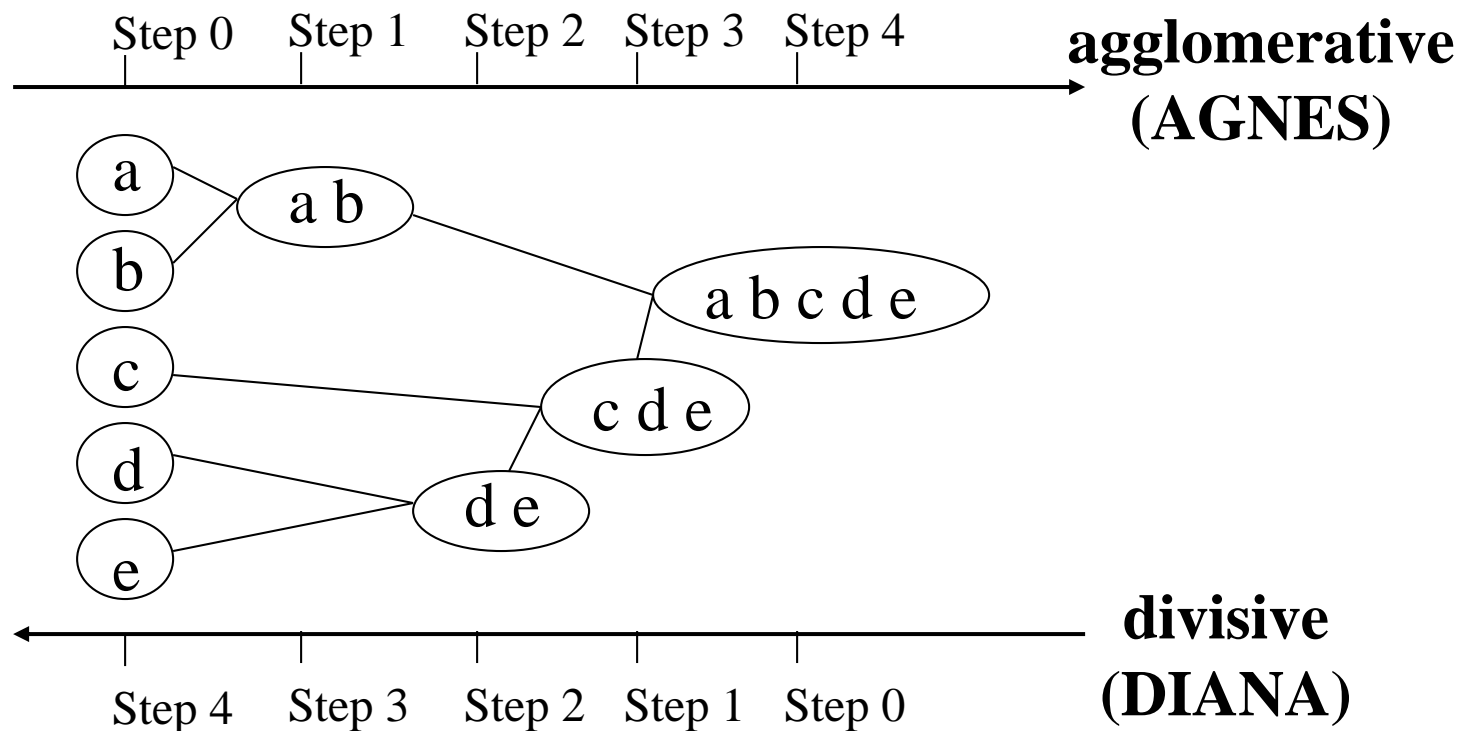 Step 0 Step 1 Step 2 Step 3 Step 4
agglomerative
(AGNES)
a
a b
b
a b c d e
c
c d e
d
d e
e
divisive
(DIANA)
Step 4 Step 3 Step 2 Step 1 Step 0